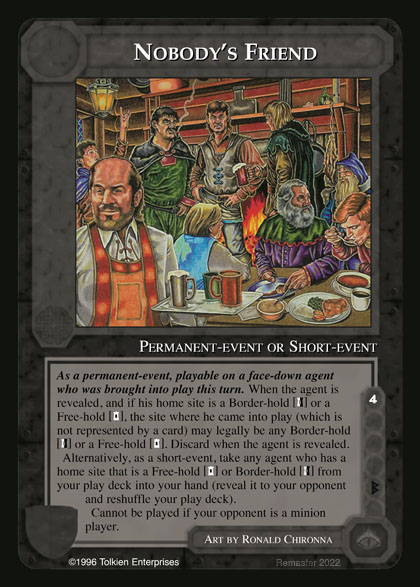 Nobody's Friend
Permanent-event or Short-event
As a permanent-event, playable on a face-down agent
who was brought into play this turn. When the agent is
revealed, and if his home site is a Border-hold [ ] or a
Free-hold [ ], the site where he came into play (which is
not represented by a card) may legally be any Border-hold
[ ] or a Free-hold [ ]. Discard when the agent is revealed.
Alternatively, as a short-event, take any agent who has a
home site that is a Free-hold [ ] or Border-hold [ ] from
your play deck into your hand (reveal it to your opponent
and reshuffle your play deck).
Cannot be played if your opponent is a minion
player.
4
Art by Ronald Chironna
©1996 Tolkien Enterprises
Remaster 2022